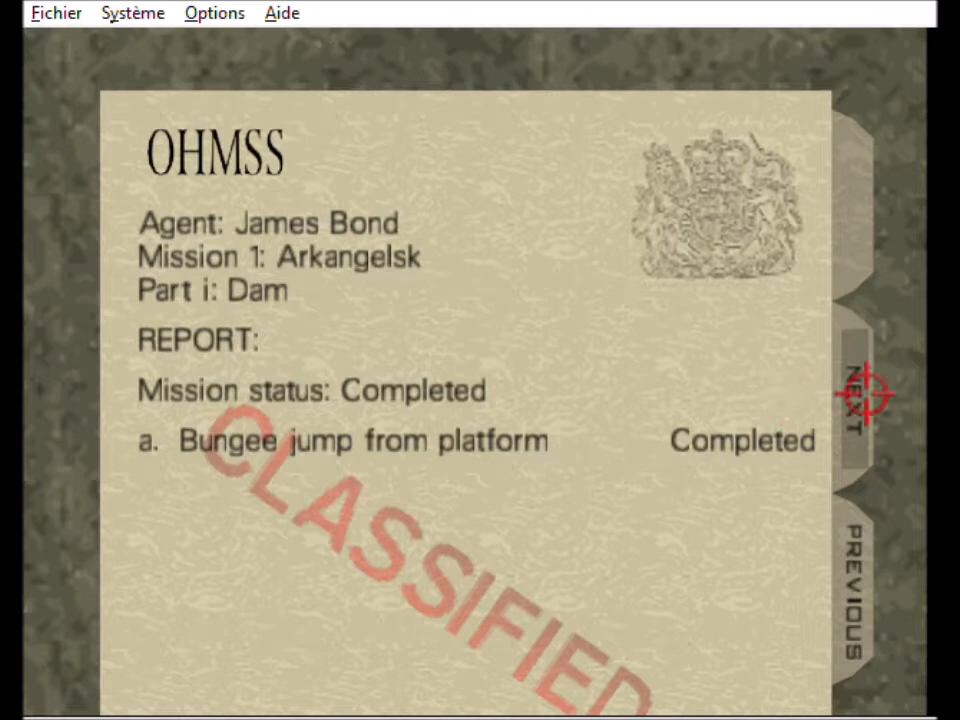 Fichier Système Options Aide
OHMSS
Agent: James Bond
Mission 1: Arkangelsk
Part i: Dam
REPORT:
Mission status: Completed
a. Bungee jump from platform Completed
CLASSIFIED
NEXT
PREVIOUS